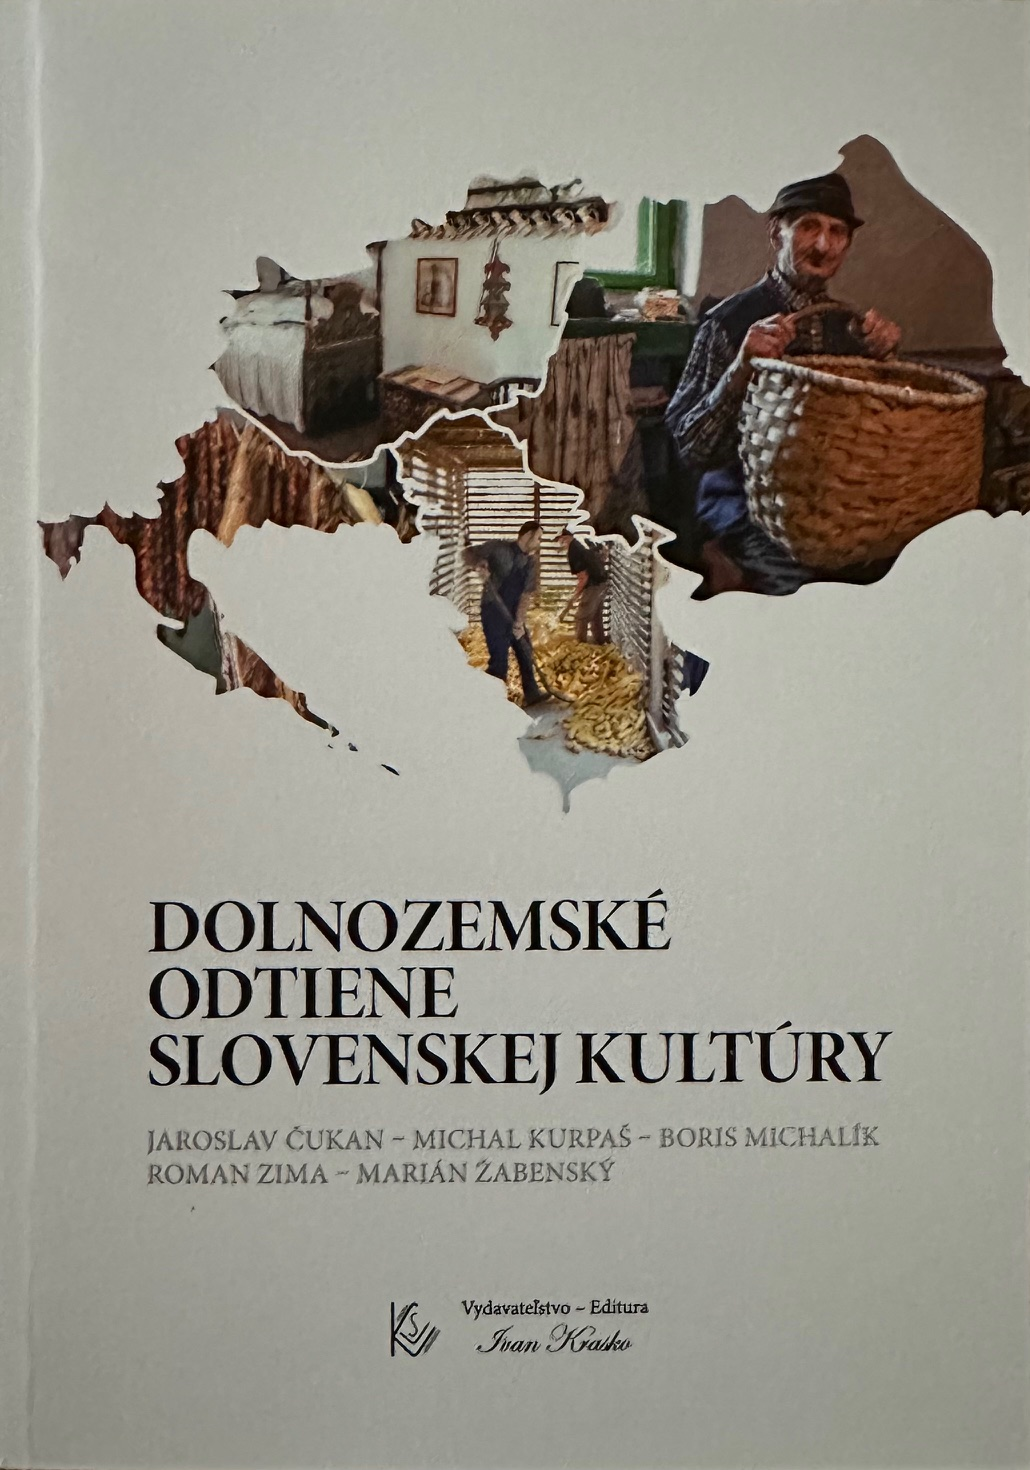 DOLNOZEMSKÉ
ODTIENE
SLOVENSKEJ KULTÚRY
JAROSLAV ČUKAN – MICHAL KURPAŠ – BORIS MICHALÍK
ROMAN ZIMA – MARIÁN ŽABENSKÝ
Vydavateľstvo – Editura
Ivan Krasko